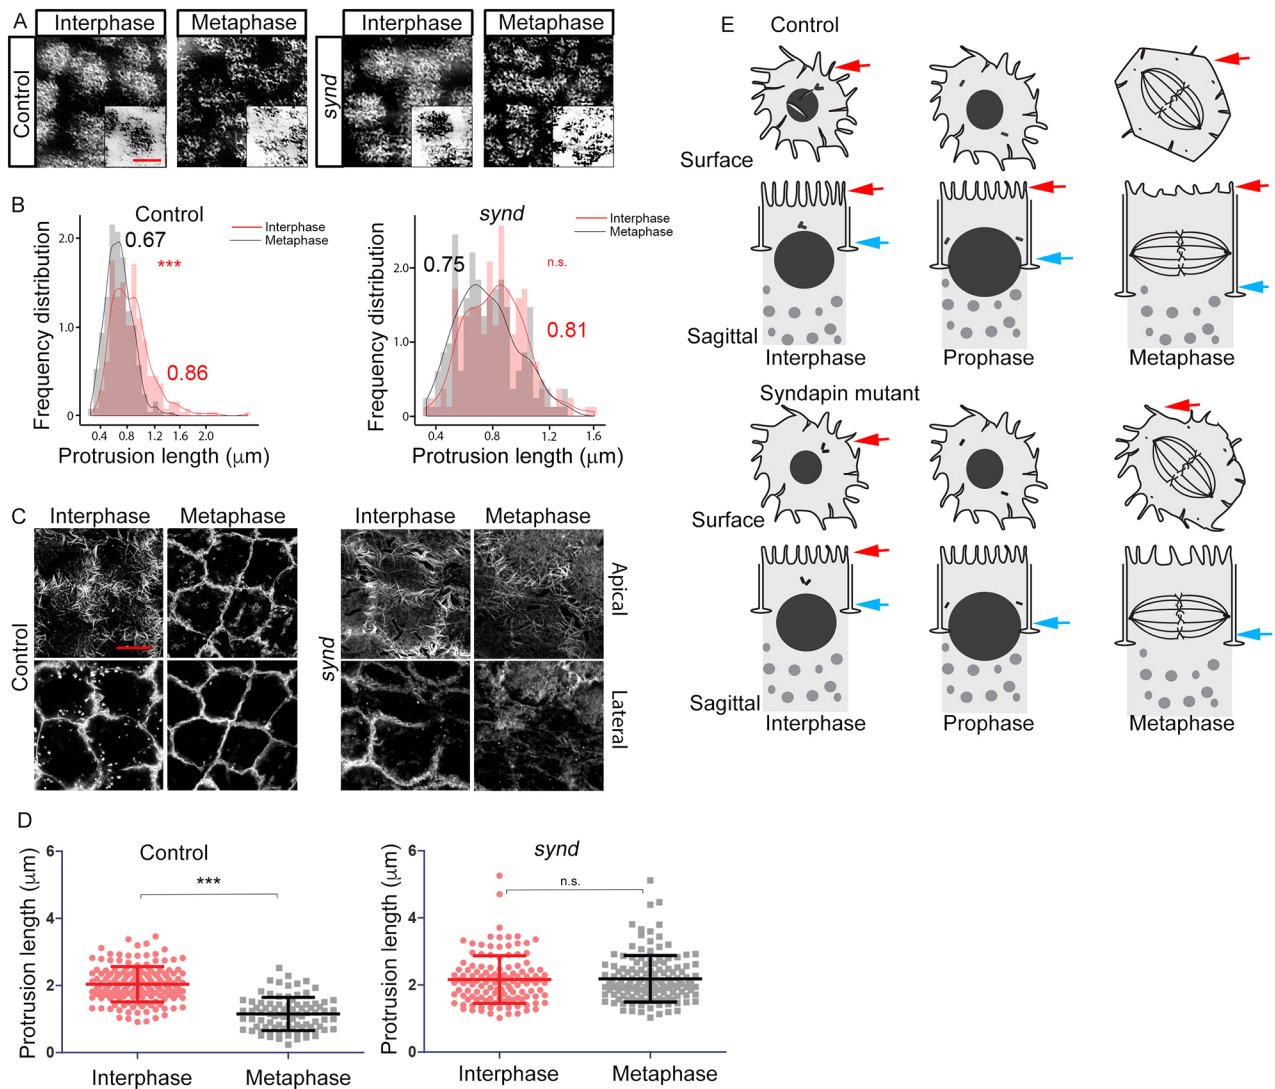 A
Interphase
Metaphase
Interphase
Metaphase
Control
synd
B
Control
Frequency distribution
2.0
1.0
0
0.67
***
0.86
Interphase
Metaphase
0.4 0.8 1.2 1.6 2.0
Protrusion length (μm)
synd
Frequency distribution
2.0
1.0
0
0.75
n.s.
0.81
Interphase
Metaphase
0.4 0.8 1.2 1.6
Protrusion length (μm)
C
Interphase
Metaphase
Interphase
Metaphase
Control
synd
Apical
Lateral
D
Control
Protrusion length (μm)
6
4
2
0
***
Interphase
Metaphase
synd
Protrusion length (μm)
6
4
2
0
n.s.
Interphase
Metaphase
E
Control
Surface
Sagittal
Interphase
Prophase
Metaphase
Syndapin mutant
Surface
Sagittal
Interphase
Prophase
Metaphase